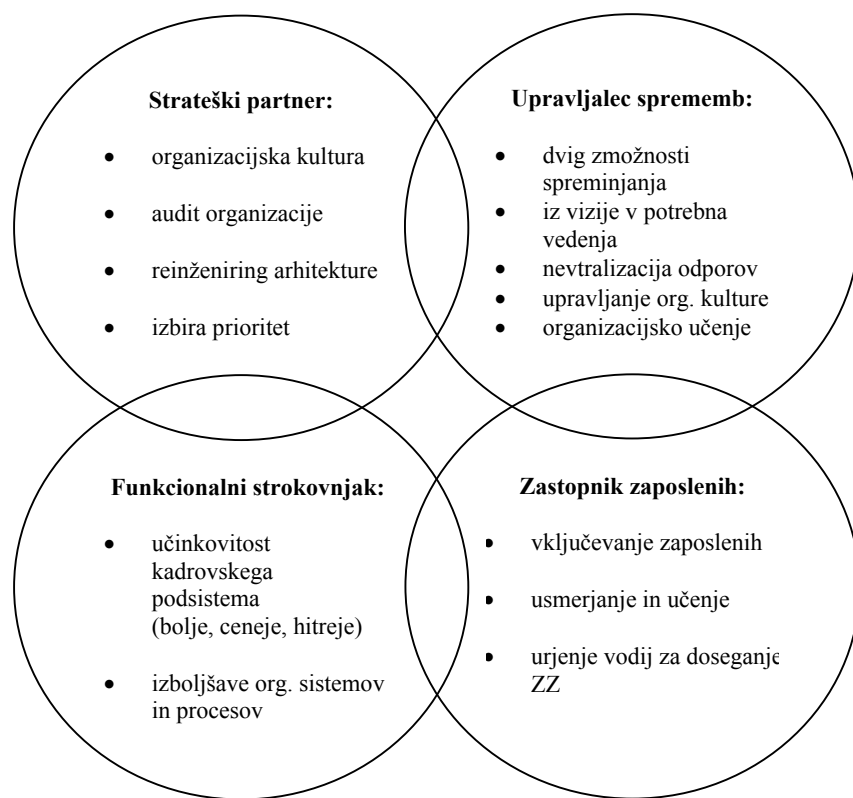 Strateški partner:
• organizacijska kultura
• audit organizacije
• reinženiring arhitekture
• izbira prioritet
Upravljalec sprememb:
• dvig zmožnosti
spreminjanja
• iz vizije v potrebna
vedenja
• nevtralizacija odporov
• upravljanje org. kulture
• organizacijsko učenje
Funkcionalni strokovnjak:
• učinkovitost
kadrovskega
podsistema
(bolje, ceneje, hitreje)
• izboljšave org. sistemov
in procesov
Zastopnik zaposlenih:
• vključevanje zaposlenih
• usmerjanje in učenje
• urjenje vodij za doseganje
ZZ